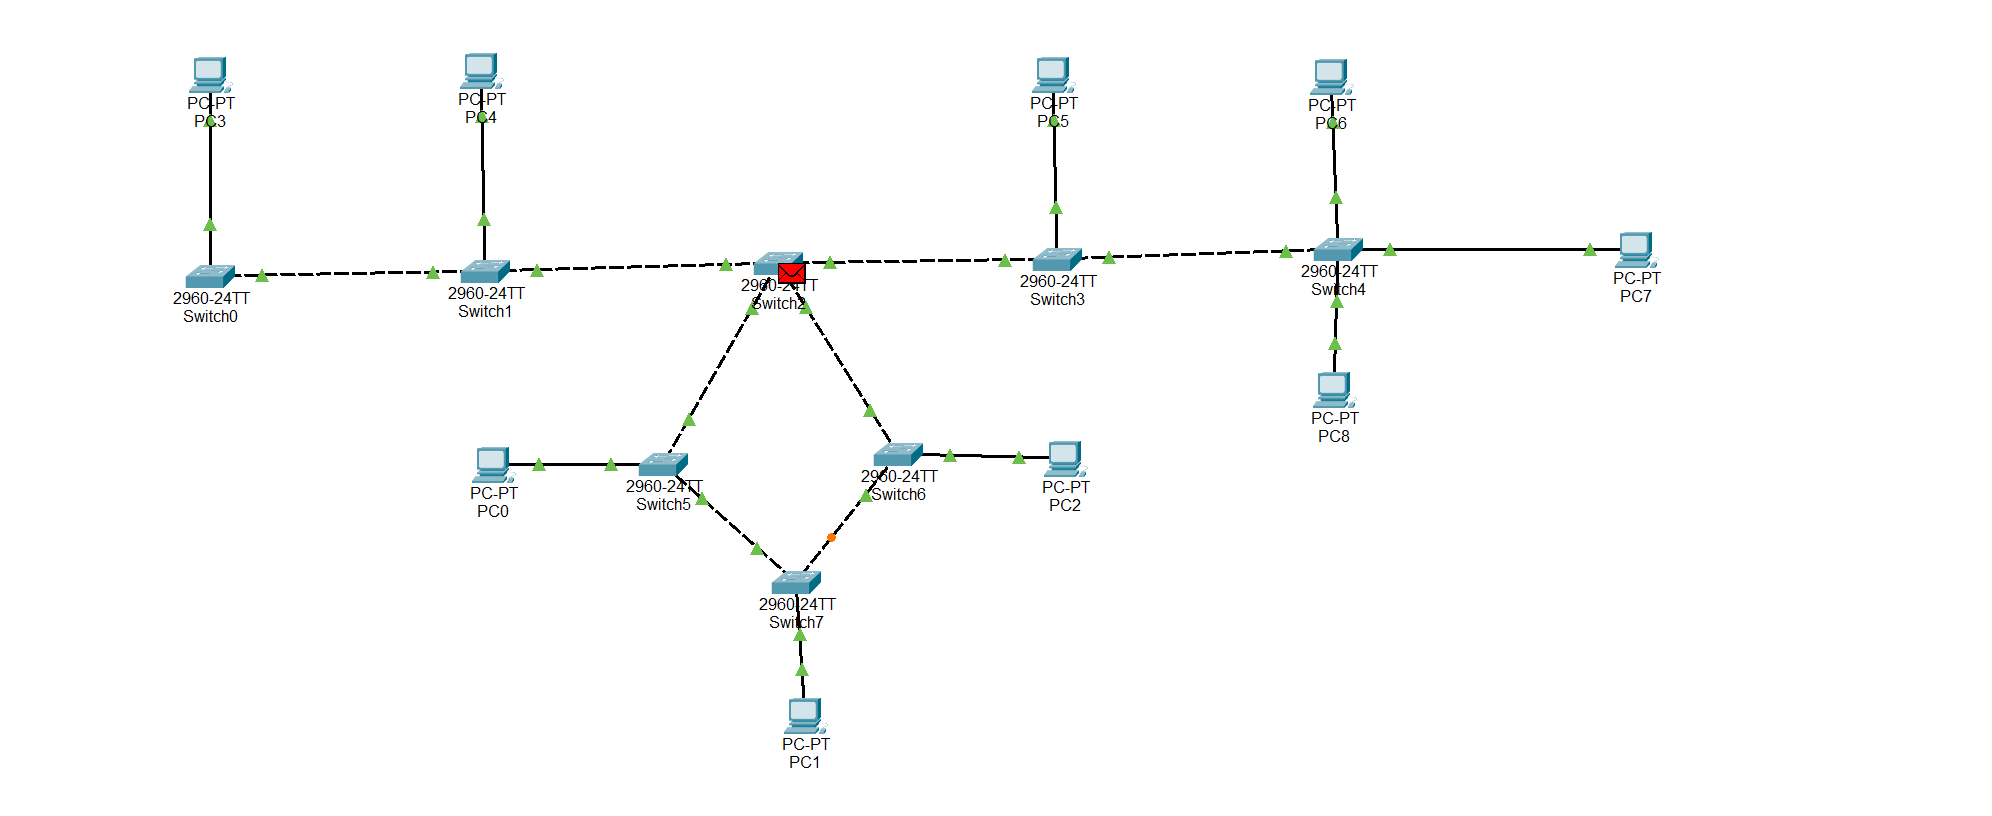 PC-PT
PC3
PC-PT
PC4
PC-PT
PC5
PC-PT
PC6
2960-24TT
Switch0
2960-24TT
Switch1
2960-24TT
Switch2
2960-24TT
Switch3
2960-24TT
Switch4
PC-PT
PC7
PC-PT
PC8
PC-PT
PC0
2960-24TT
Switch5
2960-24TT
Switch6
PC-PT
PC2
2960-24TT
Switch7
PC-PT
PC1